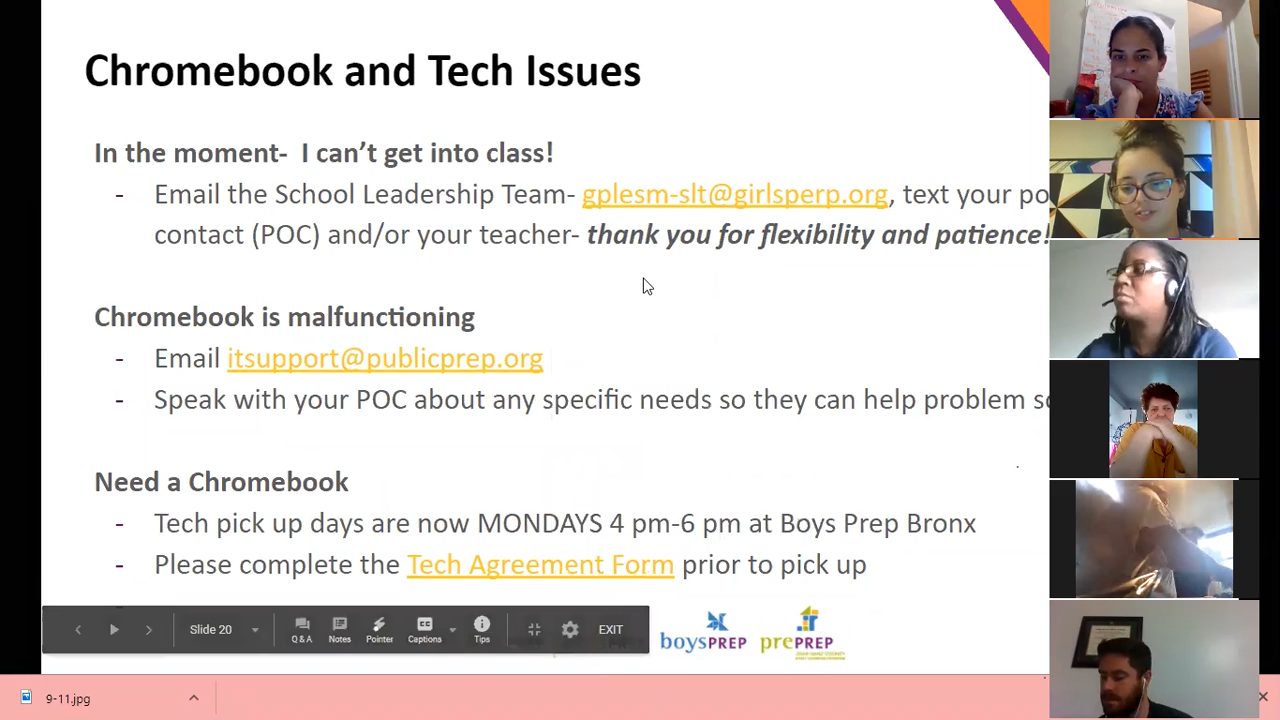 Chromebook and Tech Issues
In the moment- I can't get into class!
- Email the School Leadership Team- gplesm-slt@girlsperp.org, text your po
contact (POC) and/or your teacher- thank you for flexibility and patience!
Chromebook is malfunctioning
- Email itsupport@publicprep.org
- Speak with your POC about any specific needs so they can help problem so
Need a Chromebook
- Tech pick up days are now MONDAYS 4 pm-6 pm at Boys Prep Bronx
- Please complete the Tech Agreement Form prior to pick up
Slide 20
Q & A
Notes
Pointer
Captions
Tips
EXIT
boysPREP
prePREP
9-11.jpg